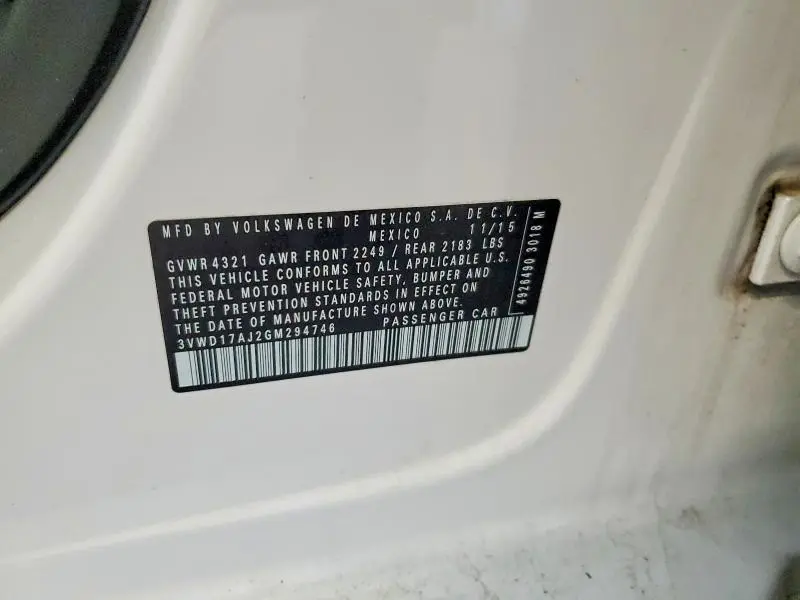 MFD BY VOLKSWAGEN DE MEXICO S.A. DE C.V.
MEXICO 11/15
GVWR 4321 GAWR FRONT 2249 / REAR 2183 LBS
THIS VEHICLE CONFORMS TO ALL APPLICABLE U.S.
FEDERAL MOTOR VEHICLE SAFETY, BUMPER AND
THEFT PREVENTION STANDARDS IN EFFECT ON
THE DATE OF MANUFACTURE SHOWN ABOVE.
3VWD17AJ2GM294746 PASSENGER CAR
4926490 3018 M